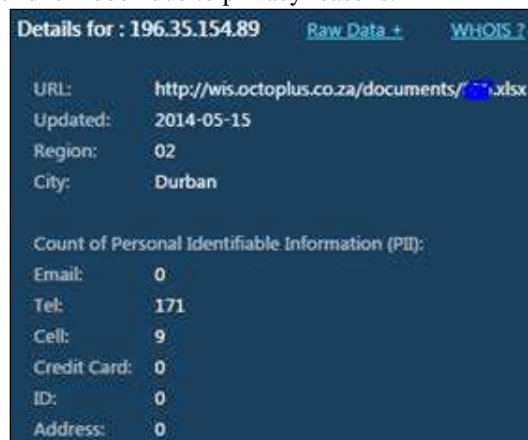 Details for : 196.35.154.89 Raw Data + WHOIS ?
URL: http://wis.octoplus.co.za/documents/ .xlsx
Updated: 2014-05-15
Region: 02
City: Durban
Count of Personal Identifiable Information (PII):
Email: 0
Tel: 171
Cell: 9
Credit Card: 0
ID: 0
Address: 0